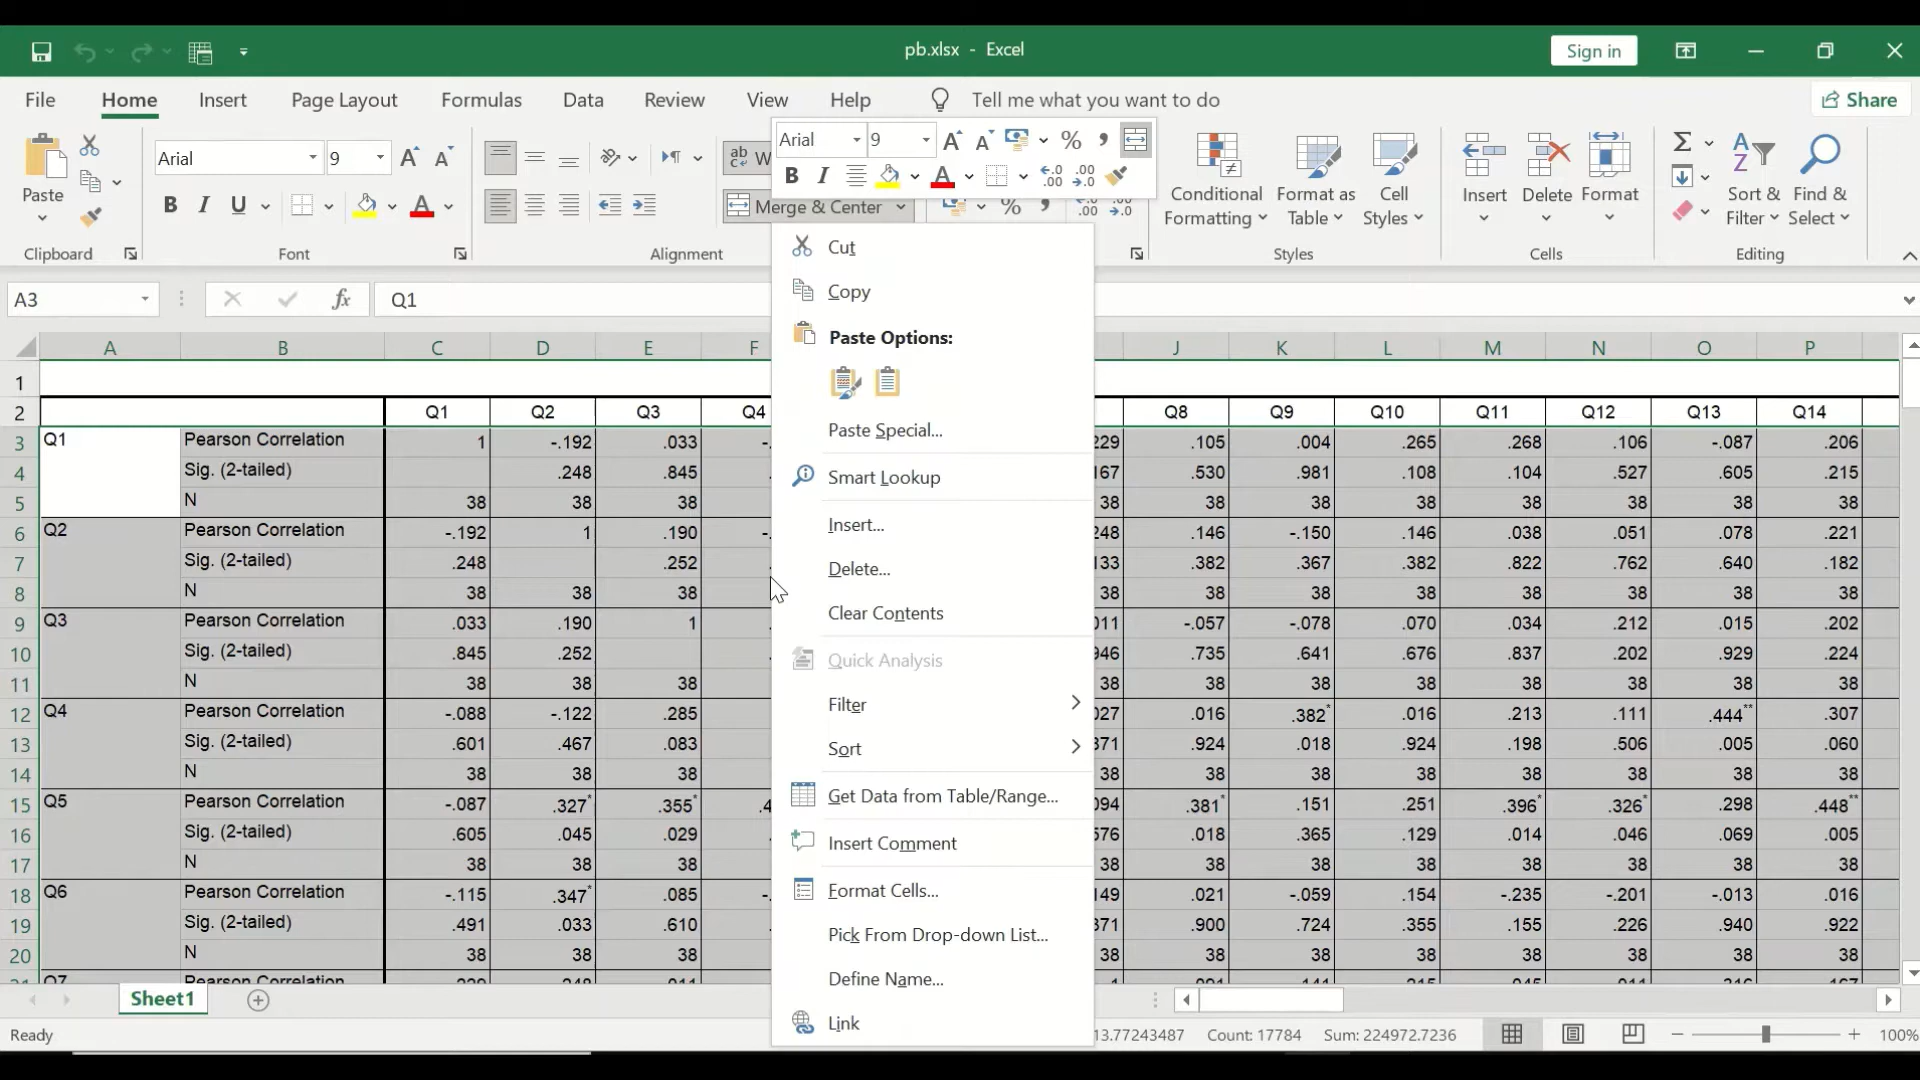 pb.xlsx - Excel
Sign in
File Home Insert Page Layout Formulas Data Review View Help Tell me what you want to do Share
Paste
Clipboard
Arial 9
B I U
Font
Alignment
Merge & Center
Arial 9
B I
Conditional Formatting
Format as Table
Cell Styles
Styles
Insert Delete Format
Cells
Sort & Filter
Find & Select
Editing
A3 fx Q1
Cut
Copy
Paste Options:
Paste Special...
Smart Lookup
Insert...
Delete...
Clear Contents
Quick Analysis
Filter
Sort
Get Data from Table/Range...
Insert Comment
Format Cells...
Pick From Drop-down List...
Define Name...
Link
A B C D E F J K L M N O P
1
2 Q1 Q2 Q3 Q4 Q8 Q9 Q10 Q11 Q12 Q13 Q14
3 Q1 Pearson Correlation 1 -.192 .033 -. 229 .105 .004 .265 .268 .106 -.087 .206
4 Sig. (2-tailed) .248 .845 167 .530 .981 .108 .104 .527 .605 .215
5 N 38 38 38 38 38 38 38 38 38 38 38
6 Q2 Pearson Correlation -.192 1 .190 -. 248 .146 -.150 .146 .038 .051 .078 .221
7 Sig. (2-tailed) .248 .252 133 .382 .367 .382 .822 .762 .640 .182
8 N 38 38 38 38 38 38 38 38 38 38 38
9 Q3 Pearson Correlation .033 .190 1 011 -.057 -.078 .070 .034 .212 .015 .202
10 Sig. (2-tailed) .845 .252 946 .735 .641 .676 .837 .202 .929 .224
11 N 38 38 38 38 38 38 38 38 38 38 38
12 Q4 Pearson Correlation -.088 -.122 .285 027 .016 .382* .016 .213 .111 .444** .307
13 Sig. (2-tailed) .601 .467 .083 871 .924 .018 .924 .198 .506 .005 .060
14 N 38 38 38 38 38 38 38 38 38 38 38
15 Q5 Pearson Correlation -.087 .327* .355* .4 094 .381* .151 .251 .396* .326* .298 .448**
16 Sig. (2-tailed) .605 .045 .029 576 .018 .365 .129 .014 .046 .069 .005
17 N 38 38 38 38 38 38 38 38 38 38 38
18 Q6 Pearson Correlation -.115 .347* .085 -. 149 .021 -.059 .154 -.235 -.201 -.013 .016
19 Sig. (2-tailed) .491 .033 .610 371 .900 .724 .355 .155 .226 .940 .922
20 N 38 38 38 38 38 38 38 38 38 38 38
Q7 Pearson Correlation
Sheet1
Ready 13.77243487 Count: 17784 Sum: 224972.7236 100%